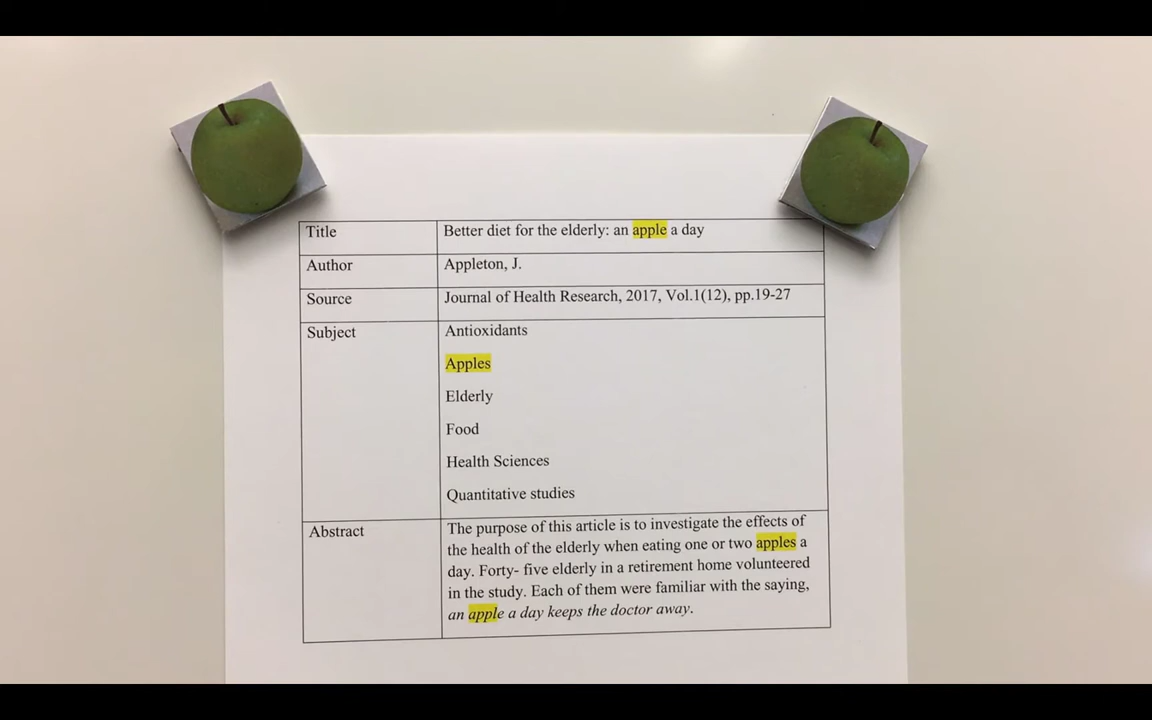 Title Better diet for the elderly: an apple a day
Author Appleton, J.
Source Journal of Health Research, 2017, Vol.1(12), pp.19-27
Subject Antioxidants
Apples
Elderly
Food
Health Sciences
Quantitative studies
Abstract The purpose of this article is to investigate the effects of
the health of the elderly when eating one or two apples a
day. Forty- five elderly in a retirement home volunteered
in the study. Each of them were familiar with the saying,
an apple a day keeps the doctor away.